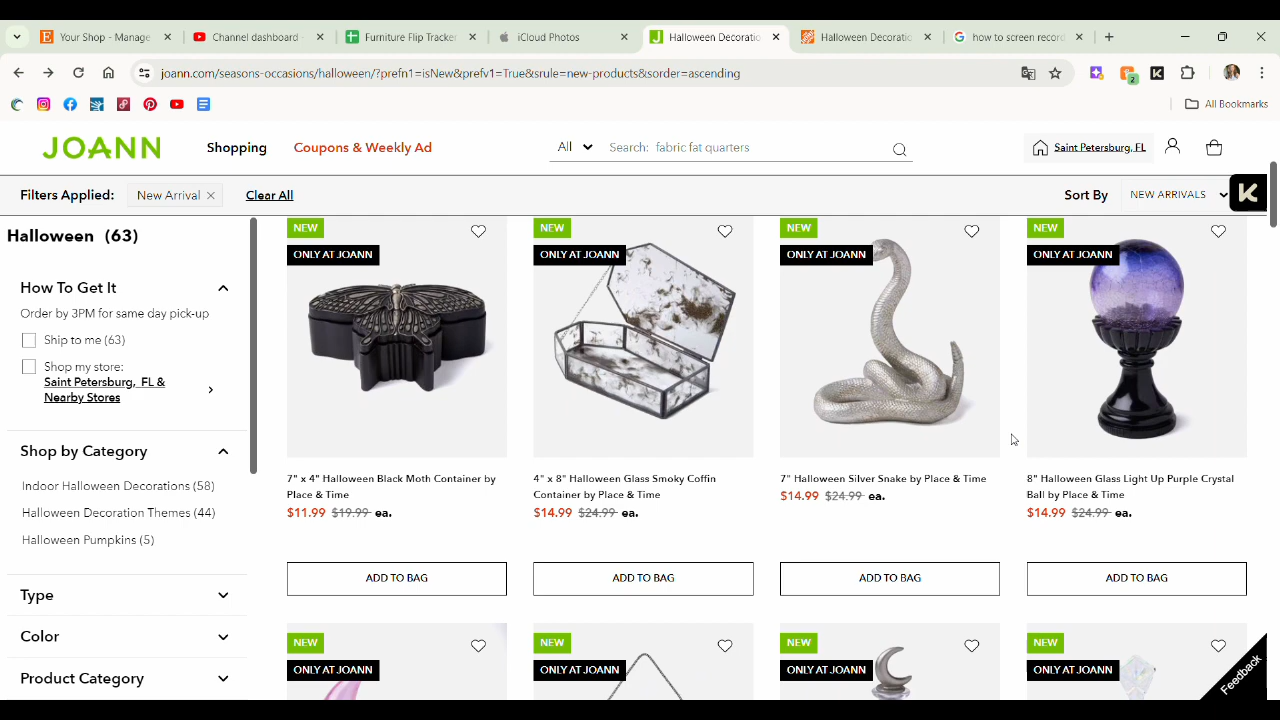 Your Shop - Manage
Channel dashboard -
Furniture Flip Tracker
iCloud Photos
Halloween Decoratio
Halloween Decoratio
how to screen record
joann.com/seasons-occasions/halloween/?prefn1=isNew&prefv1=True&srule=new-products&sorder=ascending
2
All Bookmarks
JOANN
Shopping
Coupons & Weekly Ad
All
Search: fabric fat quarters
Saint Petersburg, FL
Filters Applied:
New Arrival
Clear All
Sort By
NEW ARRIVALS
K
Halloween (63)
How To Get It
Order by 3PM for same day pick-up
Ship to me (63)
Shop my store:
Saint Petersburg, FL &
Nearby Stores
Shop by Category
Indoor Halloween Decorations (58)
Halloween Decoration Themes (44)
Halloween Pumpkins (5)
Type
Color
Product Category
NEW
ONLY AT JOANN
7" x 4" Halloween Black Moth Container by
Place & Time
$11.99 $19.99 ea.
ADD TO BAG
NEW
ONLY AT JOANN
4" x 8" Halloween Glass Smoky Coffin
Container by Place & Time
$14.99 $24.99 ea.
ADD TO BAG
NEW
ONLY AT JOANN
7" Halloween Silver Snake by Place & Time
$14.99 $24.99 ea.
ADD TO BAG
NEW
ONLY AT JOANN
8" Halloween Glass Light Up Purple Crystal
Ball by Place & Time
$14.99 $24.99 ea.
ADD TO BAG
NEW
ONLY AT JOANN
NEW
ONLY AT JOANN
NEW
ONLY AT JOANN
NEW
ONLY AT JOANN
Feedback